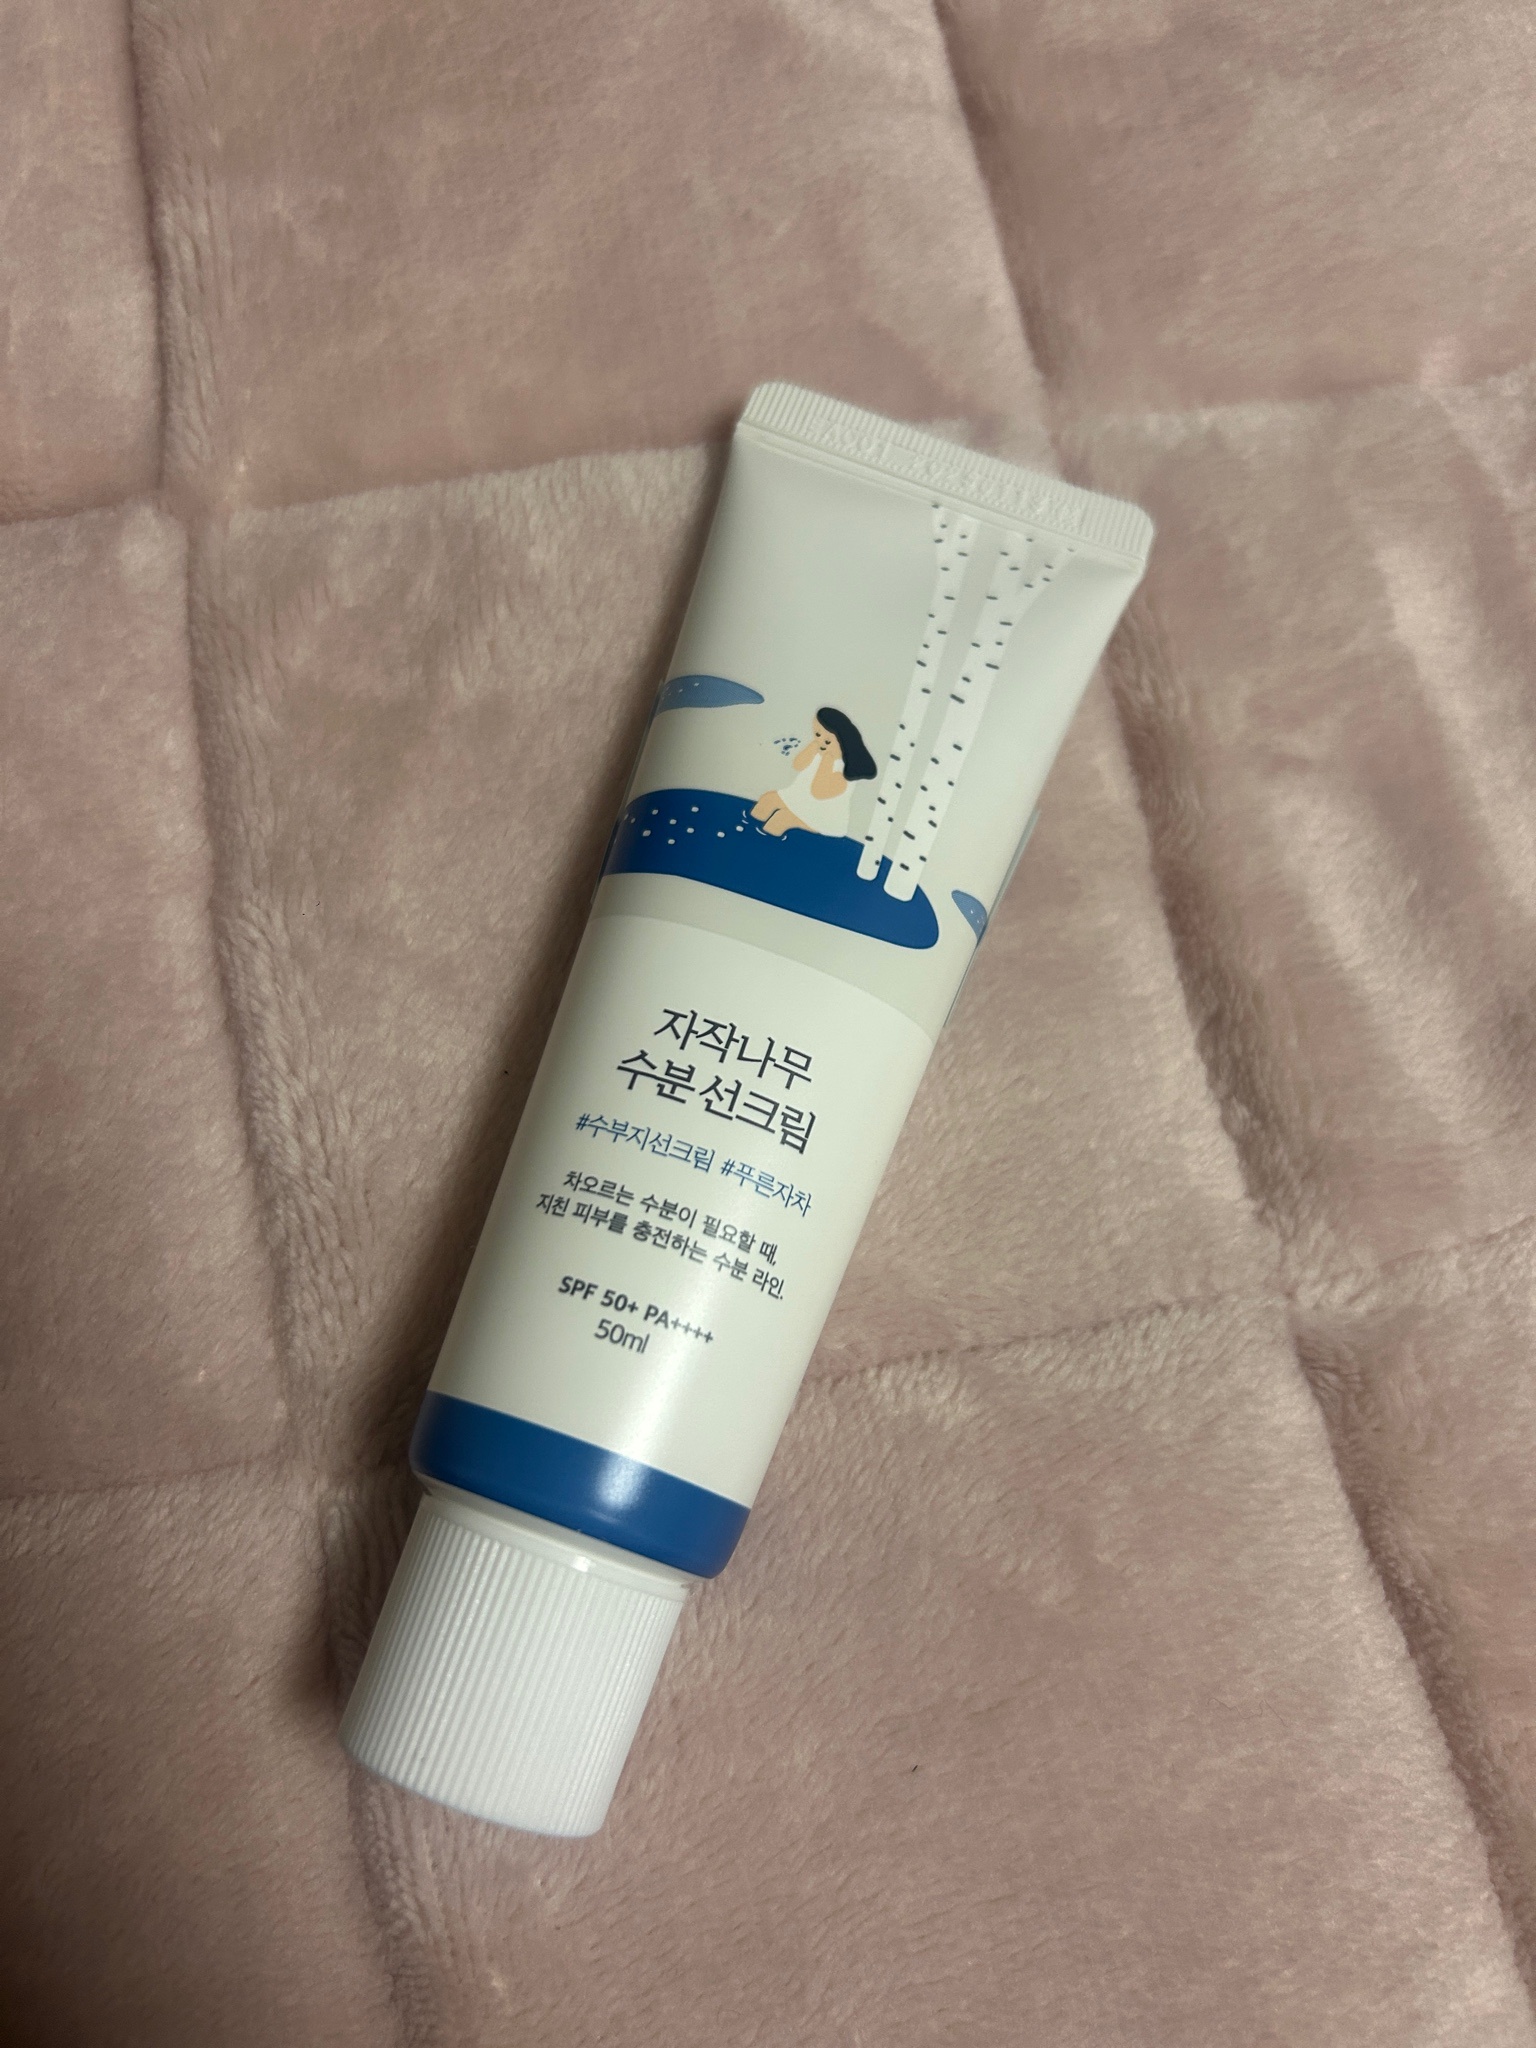 자작나무
수분 선크림
#수부지선크림 #푸른자차
차오르는 수분이 필요할 때,
지친 피부를 충전하는 수분 라인.
SPF 50+ PA++++
50ml